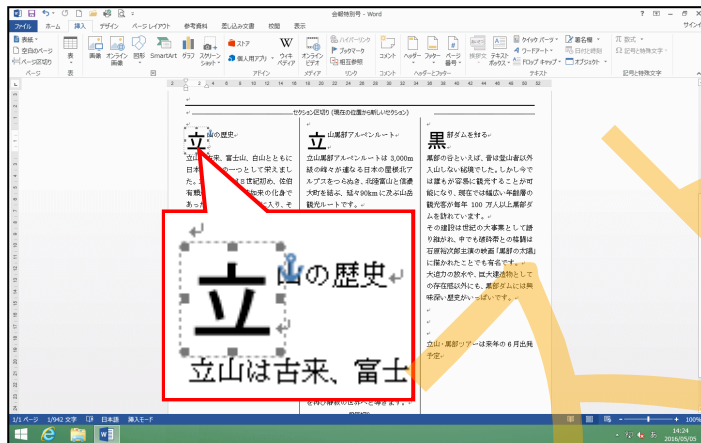 会報特別号 - Word
サインイン
ファイル ホーム 挿入 デザイン ページ レイアウト 参考資料 差し込み文書 校閲 表示
表紙
空白のページ
ページ区切り
ページ
表
表
画像 オンライン画像 図形 SmartArt グラフ スクリーンショット
図
ストア
個人用アプリ
ウィキペディア
アドイン
オンラインビデオ
メディア
ハイパーリンク
ブックマーク
相互参照
リンク
コメント
コメント
ヘッダー フッター ページ番号
ヘッダーとフッター
挨拶文 テキストボックス
クイック パーツ
ワードアート
ドロップ キャップ
署名欄
日付と時刻
オブジェクト
テキスト
数式
記号と特殊文字
記号と特殊文字
セクション区切り (現在の位置から新しいセクション)
立山の歴史
立山は古来、富士山、白山とともに
立山黒部アルペンルート
立山黒部アルペンルートは 3,000m
級の峰々が連なる日本の屋根北ア
ルプスをつらぬき、北陸富山と信濃
大町を結ぶ、延々90kmに及ぶ山岳
観光ルートです。
黒部ダムを知る
黒部の谷といえば、昔は登山者以外
入山しない秘境でした。しかし今で
は誰もが容易に観光することが可
能になり、現在では幅広い年齢層の
観光客が毎年 100 万人以上黒部ダ
ムを訪れています。
その建設は世紀の大事業として語
り継がれ、中でも破砕帯との格闘は
石原裕次郎主演の映画「黒部の太陽」
に描かれたことでも有名です。
大迫力の放水や、巨大建造物として
の存在感以外にも、黒部ダムには興
味深い歴史がいっぱいです。
立山・黒部ツアーは来年の 6 月出発
予定
立山の歴史
立山は古来、富士
1/1 ページ 1/942 文字 日本語 挿入モード
100%
14:24
2016/05/05